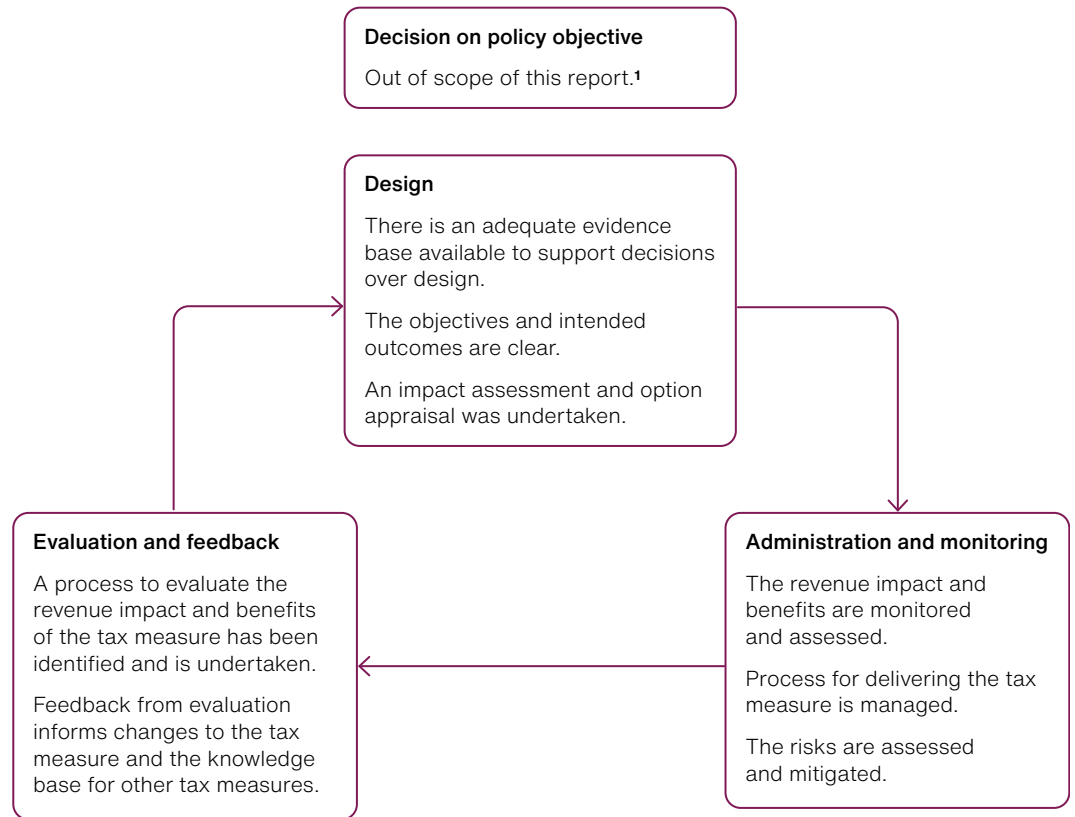 Decision on policy objective
Out of scope of this report.¹
Design
There is an adequate evidence
base available to support decisions
over design.
The objectives and intended
outcomes are clear.
An impact assessment and option
appraisal was undertaken.
Evaluation and feedback
A process to evaluate the
revenue impact and benefits
of the tax measure has been
identified and is undertaken.
Feedback from evaluation
informs changes to the tax
measure and the knowledge
base for other tax measures.
Administration and monitoring
The revenue impact and
benefits are monitored
and assessed.
Process for delivering the tax
measure is managed.
The risks are assessed
and mitigated.